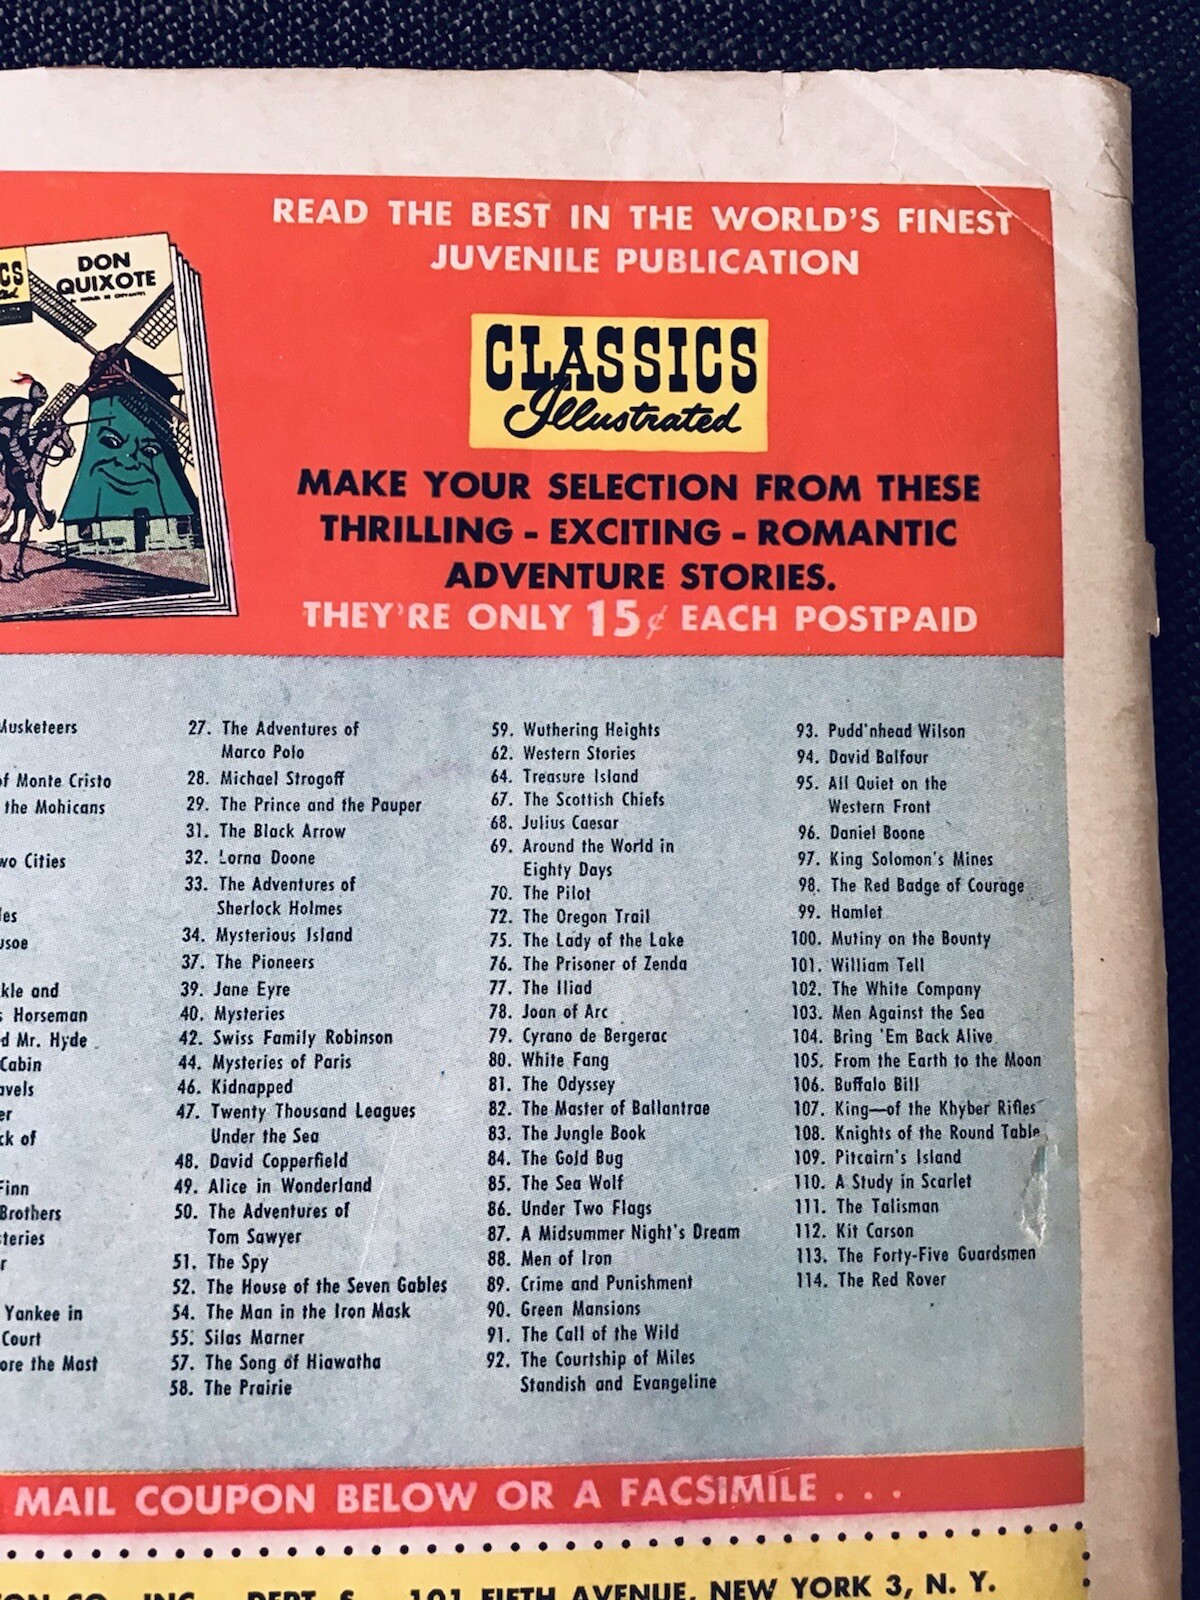 READ THE BEST IN THE WORLD'S FINEST
JUVENILE PUBLICATION
CLASSICS
Illustrated
DON
QUIXOTE
MAKE YOUR SELECTION FROM THESE
THRILLING - EXCITING - ROMANTIC
ADVENTURE STORIES.
THEY'RE ONLY 15¢ EACH POSTPAID
Musketeers
of Monte Cristo
the Mohicans
wo Cities
les
usoe
kle and
s Horseman
d Mr. Hyde
Cabin
avels
er
ck of
Finn
Brothers
steries
r
Yankee in
Court
ore the Mast
27. The Adventures of
Marco Polo
28. Michael Strogoff
29. The Prince and the Pauper
31. The Black Arrow
32. Lorna Doone
33. The Adventures of
Sherlock Holmes
34. Mysterious Island
37. The Pioneers
39. Jane Eyre
40. Mysteries
42. Swiss Family Robinson
44. Mysteries of Paris
46. Kidnapped
47. Twenty Thousand Leagues
Under the Sea
48. David Copperfield
49. Alice in Wonderland
50. The Adventures of
Tom Sawyer
51. The Spy
52. The House of the Seven Gables
54. The Man in the Iron Mask
55. Silas Marner
57. The Song of Hiawatha
58. The Prairie
59. Wuthering Heights
62. Western Stories
64. Treasure Island
67. The Scottish Chiefs
68. Julius Caesar
69. Around the World in
Eighty Days
70. The Pilot
72. The Oregon Trail
75. The Lady of the Lake
76. The Prisoner of Zenda
77. The Iliad
78. Joan of Arc
79. Cyrano de Bergerac
80. White Fang
81. The Odyssey
82. The Master of Ballantrae
83. The Jungle Book
84. The Gold Bug
85. The Sea Wolf
86. Under Two Flags
87. A Midsummer Night's Dream
88. Men of Iron
89. Crime and Punishment
90. Green Mansions
91. The Call of the Wild
92. The Courtship of Miles
Standish and Evangeline
93. Pudd'nhead Wilson
94. David Balfour
95. All Quiet on the
Western Front
96. Daniel Boone
97. King Solomon's Mines
98. The Red Badge of Courage
99. Hamlet
100. Mutiny on the Bounty
101. William Tell
102. The White Company
103. Men Against the Sea
104. Bring 'Em Back Alive
105. From the Earth to the Moon
106. Buffalo Bill
107. King—of the Khyber Rifles
108. Knights of the Round Table
109. Pitcairn's Island
110. A Study in Scarlet
111. The Talisman
112. Kit Carson
113. The Forty-Five Guardsmen
114. The Red Rover
MAIL COUPON BELOW OR A FACSIMILE . . .
ON CO., INC., DEPT. S 101 FIFTH AVENUE, NEW YORK 3, N. Y.